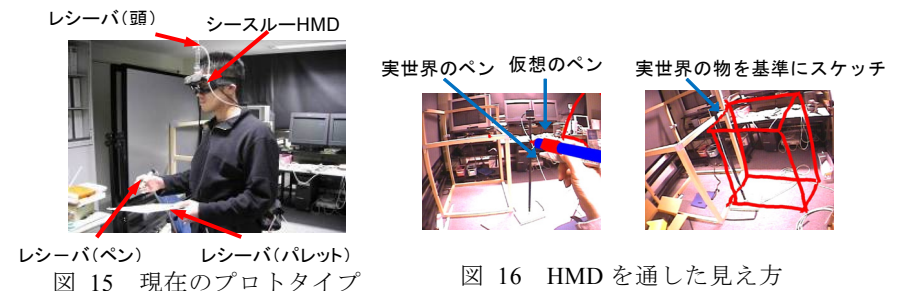 レシーバ（頭）
シースルーHMD
レシーバ（ペン）
レシーバ（パレット）
図 15 現在のプロトタイプ
実世界のペン
仮想のペン
実世界の物を基準にスケッチ
図 16 HMD を通した見え方